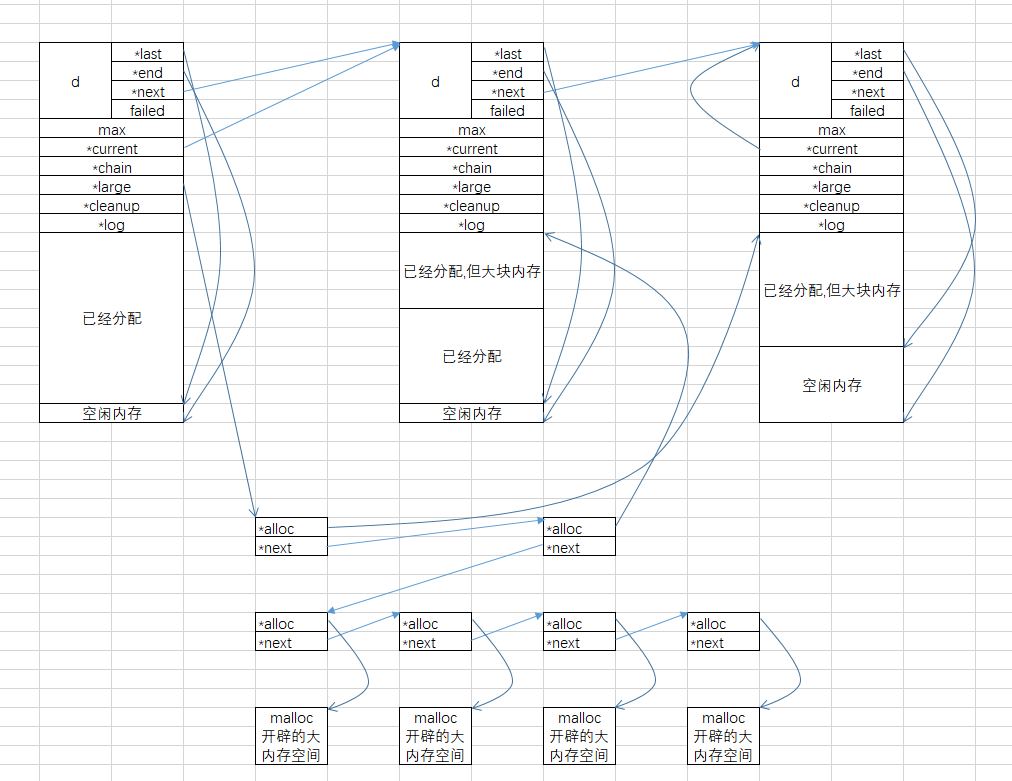 d
*last
*end
*next
failed
max
*current
*chain
*large
*cleanup
*log
已经分配
空闲内存
d
*last
*end
*next
failed
max
*current
*chain
*large
*cleanup
*log
已经分配,但大块内存
已经分配
空闲内存
d
*last
*end
*next
failed
max
*current
*chain
*large
*cleanup
*log
已经分配,但大块内存
空闲内存
*alloc
*next
*alloc
*next
*alloc
*next
*alloc
*next
*alloc
*next
*alloc
*next
malloc
开辟的大
内存空间
malloc
开辟的大
内存空间
malloc
开辟的大
内存空间
malloc
开辟的大
内存空间